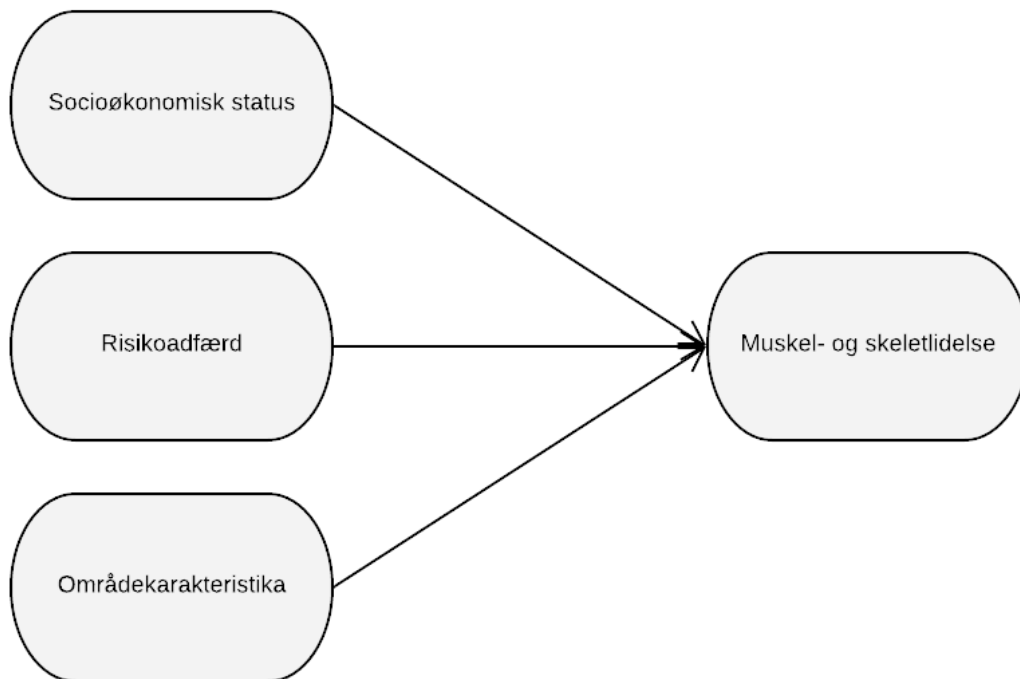 Socioøkonomisk status
Risikoadfærd
Muskel- og skeletlidelse
Områdekarakteristika